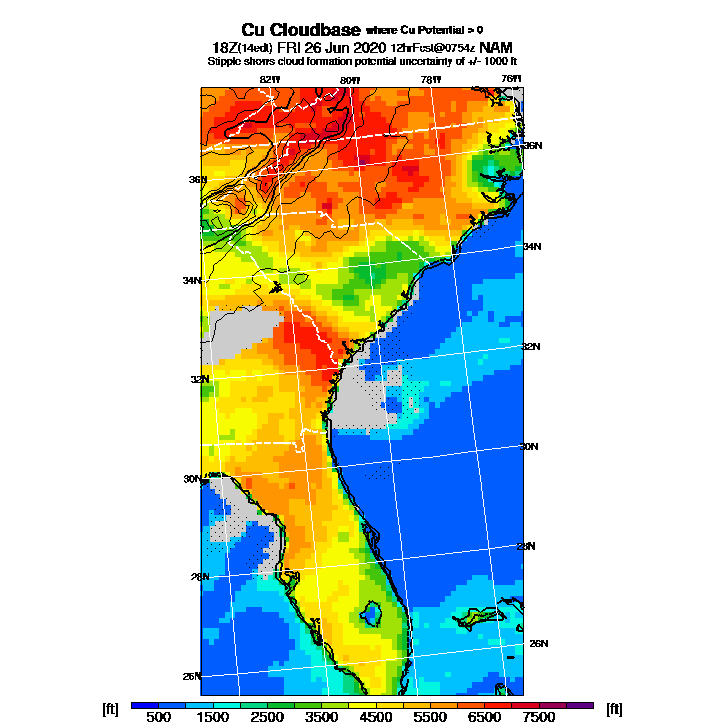 Cu Cloudbase where Cu Potential > 0
18Z(14edt) FRI 26 Jun 2020 12hrFcst@0754z NAM
Stipple shows cloud formation potential uncertainty of +/- 1000 ft
82W 80W 78W 76W
36N
36N
34N
34N
32N
32N
30N
30N
28N
28N
26N
26N
[ft] 500 1500 2500 3500 4500 5500 6500 7500 [ft]